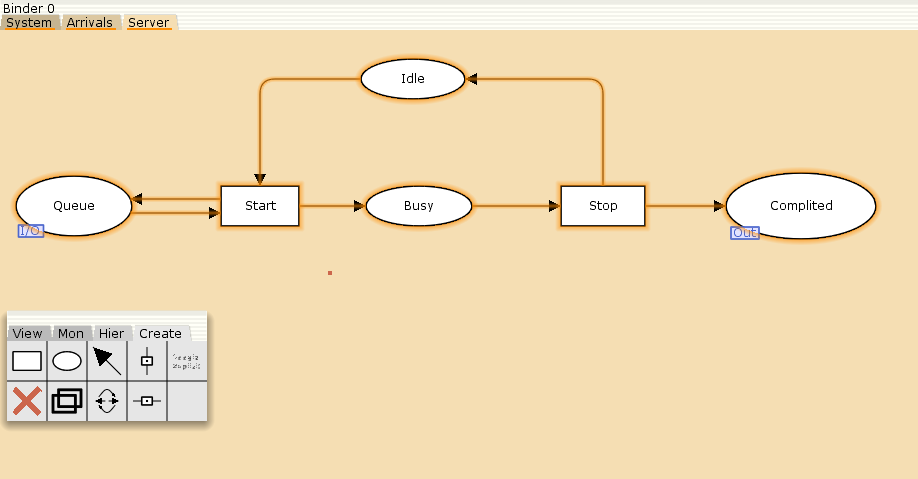 Binder 0
System Arrivals Server
Idle
Queue Start Busy Stop Complited
I/O Out
View Mon Hier Create